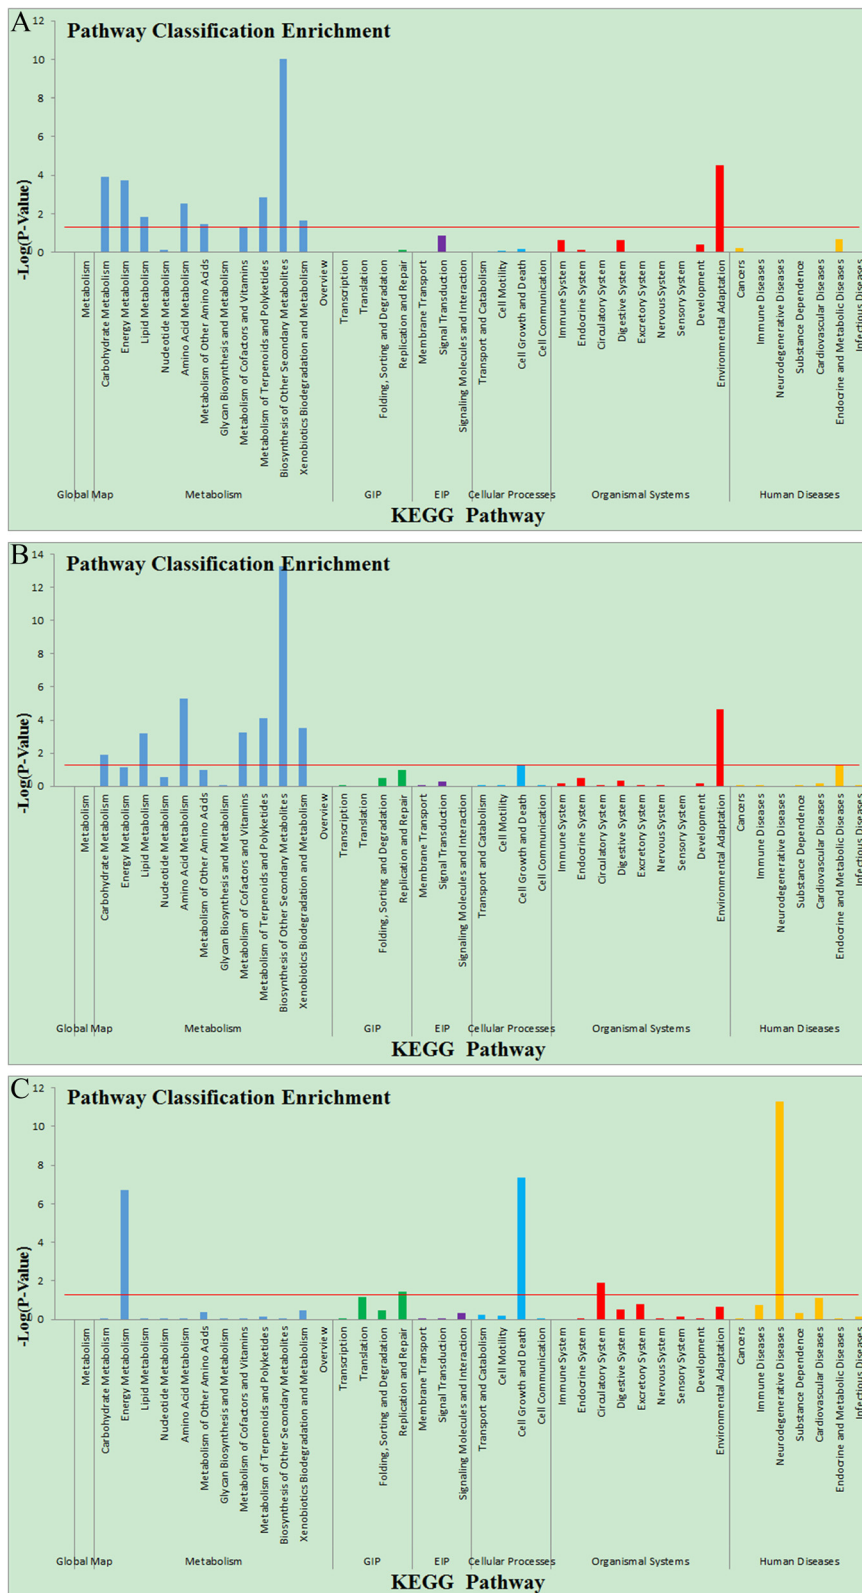 A
Pathway Classification Enrichment
12
10
8
6
4
2
0
-Log(P-Value)
Metabolism
Carbohydrate Metabolism
Energy Metabolism
Lipid Metabolism
Nudeotide Metabolism
Amino Acid Metabolism
Metabolism of Other Amino Acids
Glycan Biosynthesis and Metabolism
Metabolism of Cofactors and Vitamins
Metabolism of Terpenoids and Polyketides
Biosynthesis of Other Secondary Metabolites
Xenobiotics Biodegradation and Metabolism
Overview
Transcription
Translation
Folding, Sorting and Degradation
Replication and Repair
Membrane Transport
Signal Transduction
Signaling Molecules and Interaction
Transport and Catabolism
Cell Motility
Cell Growth and Death
Cell Communication
Immune System
Endocrine System
Circulatory System
Digestive System
Excretory System
Nervous System
Sensory System
Development
Environmental Adaptation
Cancers
Immune Diseases
Neurodegenerative Diseases
Substance Dependence
Cardiovascular Diseases
Endocrine and Metabolic Diseases
Infectious Diseases
Global Map
Metabolism
GIP
EIP
Cellular Processes
Organismal Systems
Human Diseases
KEGG Pathway
B
Pathway Classification Enrichment
14
12
10
8
6
4
2
0
-Log(P-Value)
Metabolism
Carbohydrate Metabolism
Energy Metabolism
Lipid Metabolism
Nudeotide Metabolism
Amino Acid Metabolism
Metabolism of Other Amino Acids
Glycan Biosynthesis and Metabolism
Metabolism of Cofactors and Vitamins
Metabolism of Terpenoids and Polyketides
Biosynthesis of Other Secondary Metabolites
Xenobiotics Biodegradation and Metabolism
Overview
Transcription
Translation
Folding, Sorting and Degradation
Replication and Repair
Membrane Transport
Signal Transduction
Signaling Molecules and Interaction
Transport and Catabolism
Cell Motility
Cell Growth and Death
Cell Communication
Immune System
Endocrine System
Circulatory System
Digestive System
Excretory System
Nervous System
Sensory System
Development
Environmental Adaptation
Cancers
Immune Diseases
Neurodegenerative Diseases
Substance Dependence
Cardiovascular Diseases
Endocrine and Metabolic Diseases
Infectious Diseases
Global Map
Metabolism
GIP
EIP
Cellular Processes
Organismal Systems
Human Diseases
KEGG Pathway
C
Pathway Classification Enrichment
12
10
8
6
4
2
0
-Log(P-Value)
Metabolism
Carbohydrate Metabolism
Energy Metabolism
Lipid Metabolism
Nudeotide Metabolism
Amino Acid Metabolism
Metabolism of Other Amino Acids
Glycan Biosynthesis and Metabolism
Metabolism of Cofactors and Vitamins
Metabolism of Terpenoids and Polyketides
Biosynthesis of Other Secondary Metabolites
Xenobiotics Biodegradation and Metabolism
Overview
Transcription
Translation
Folding, Sorting and Degradation
Replication and Repair
Membrane Transport
Signal Transduction
Signaling Molecules and Interaction
Transport and Catabolism
Cell Motility
Cell Growth and Death
Cell Communication
Immune System
Endocrine System
Circulatory System
Digestive System
Excretory System
Nervous System
Sensory System
Development
Environmental Adaptation
Cancers
Immune Diseases
Neurodegenerative Diseases
Substance Dependence
Cardiovascular Diseases
Endocrine and Metabolic Diseases
Infectious Diseases
Global Map
Metabolism
GIP
EIP
Cellular Processes
Organismal Systems
Human Diseases
KEGG Pathway